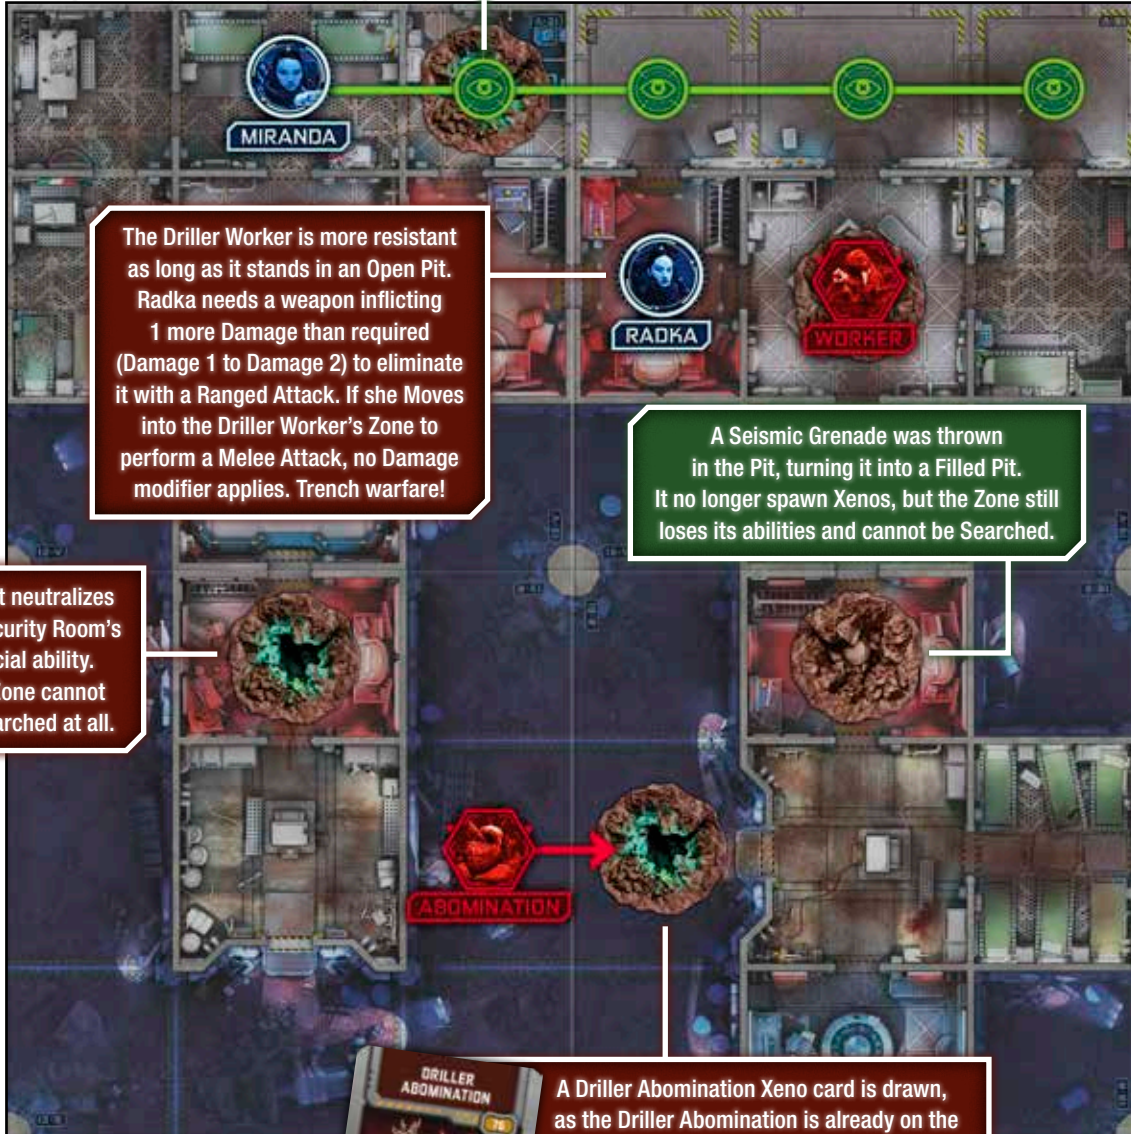 MIRANDA
The Driller Worker is more resistant
as long as it stands in an Open Pit.
Radka needs a weapon inflicting
1 more Damage than required
(Damage 1 to Damage 2) to eliminate
it with a Ranged Attack. If she Moves
into the Driller Worker's Zone to
perform a Melee Attack, no Damage
modifier applies. Trench warfare!
RADKA
WORKER
A Seismic Grenade was thrown
in the Pit, turning it into a Filled Pit.
It no longer spawn Xenos, but the Zone still
loses its abilities and cannot be Searched.
t neutralizes
curity Room's
cial ability.
Zone cannot
arched at all.
ABOMINATION
DRILLER
ABOMINATION
A Driller Abomination Xeno card is drawn,
as the Driller Abomination is already on the